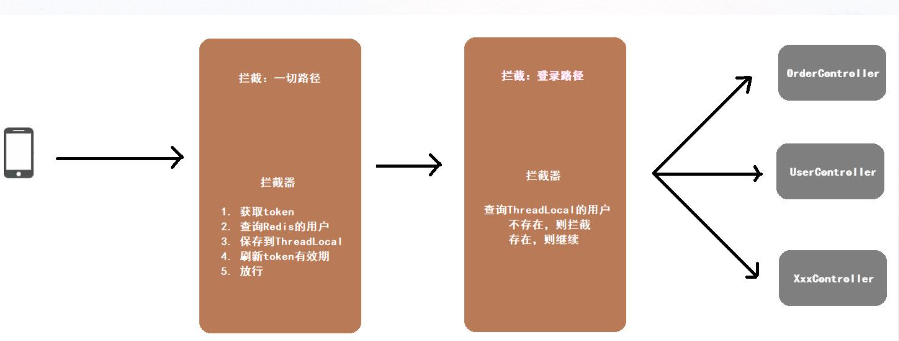 拦截：一切路径
拦截器
1. 获取token
2. 查询Redis的用户
3. 保存到ThreadLocal
4. 刷新token有效期
5. 放行
拦截：登录路径
拦截器
查询ThreadLocal的用户
不存在，则拦截
存在，则继续
OrderController
UserController
XxxController